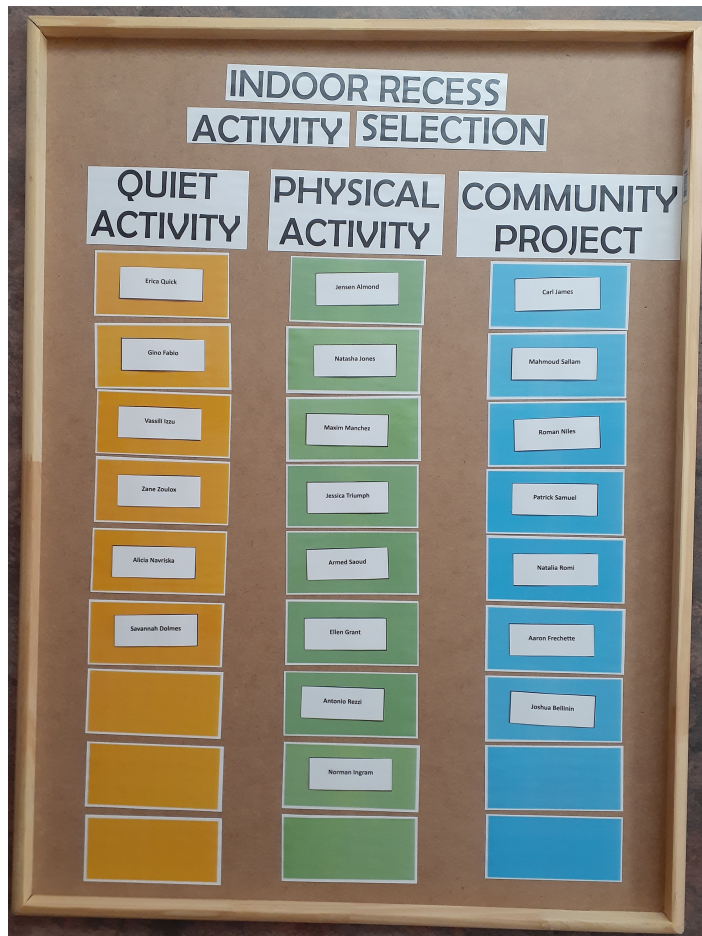 INDOOR RECESS
ACTIVITY SELECTION
QUIET
ACTIVITY
Erica Quick
Gino Fabio
Vassili Izzu
Zane Zoulox
Alicia Navriska
Savannah Dolmes
PHYSICAL
ACTIVITY
Jensen Almond
Natasha Jones
Maxim Manchez
Jessica Triumph
Armed Saoud
Ellen Grant
Antonio Rezzi
Norman Ingram
COMMUNITY
PROJECT
Carl James
Mahmoud Sallam
Roman Niles
Patrick Samuel
Natalia Romi
Aaron Frechette
Joshua Bellinin